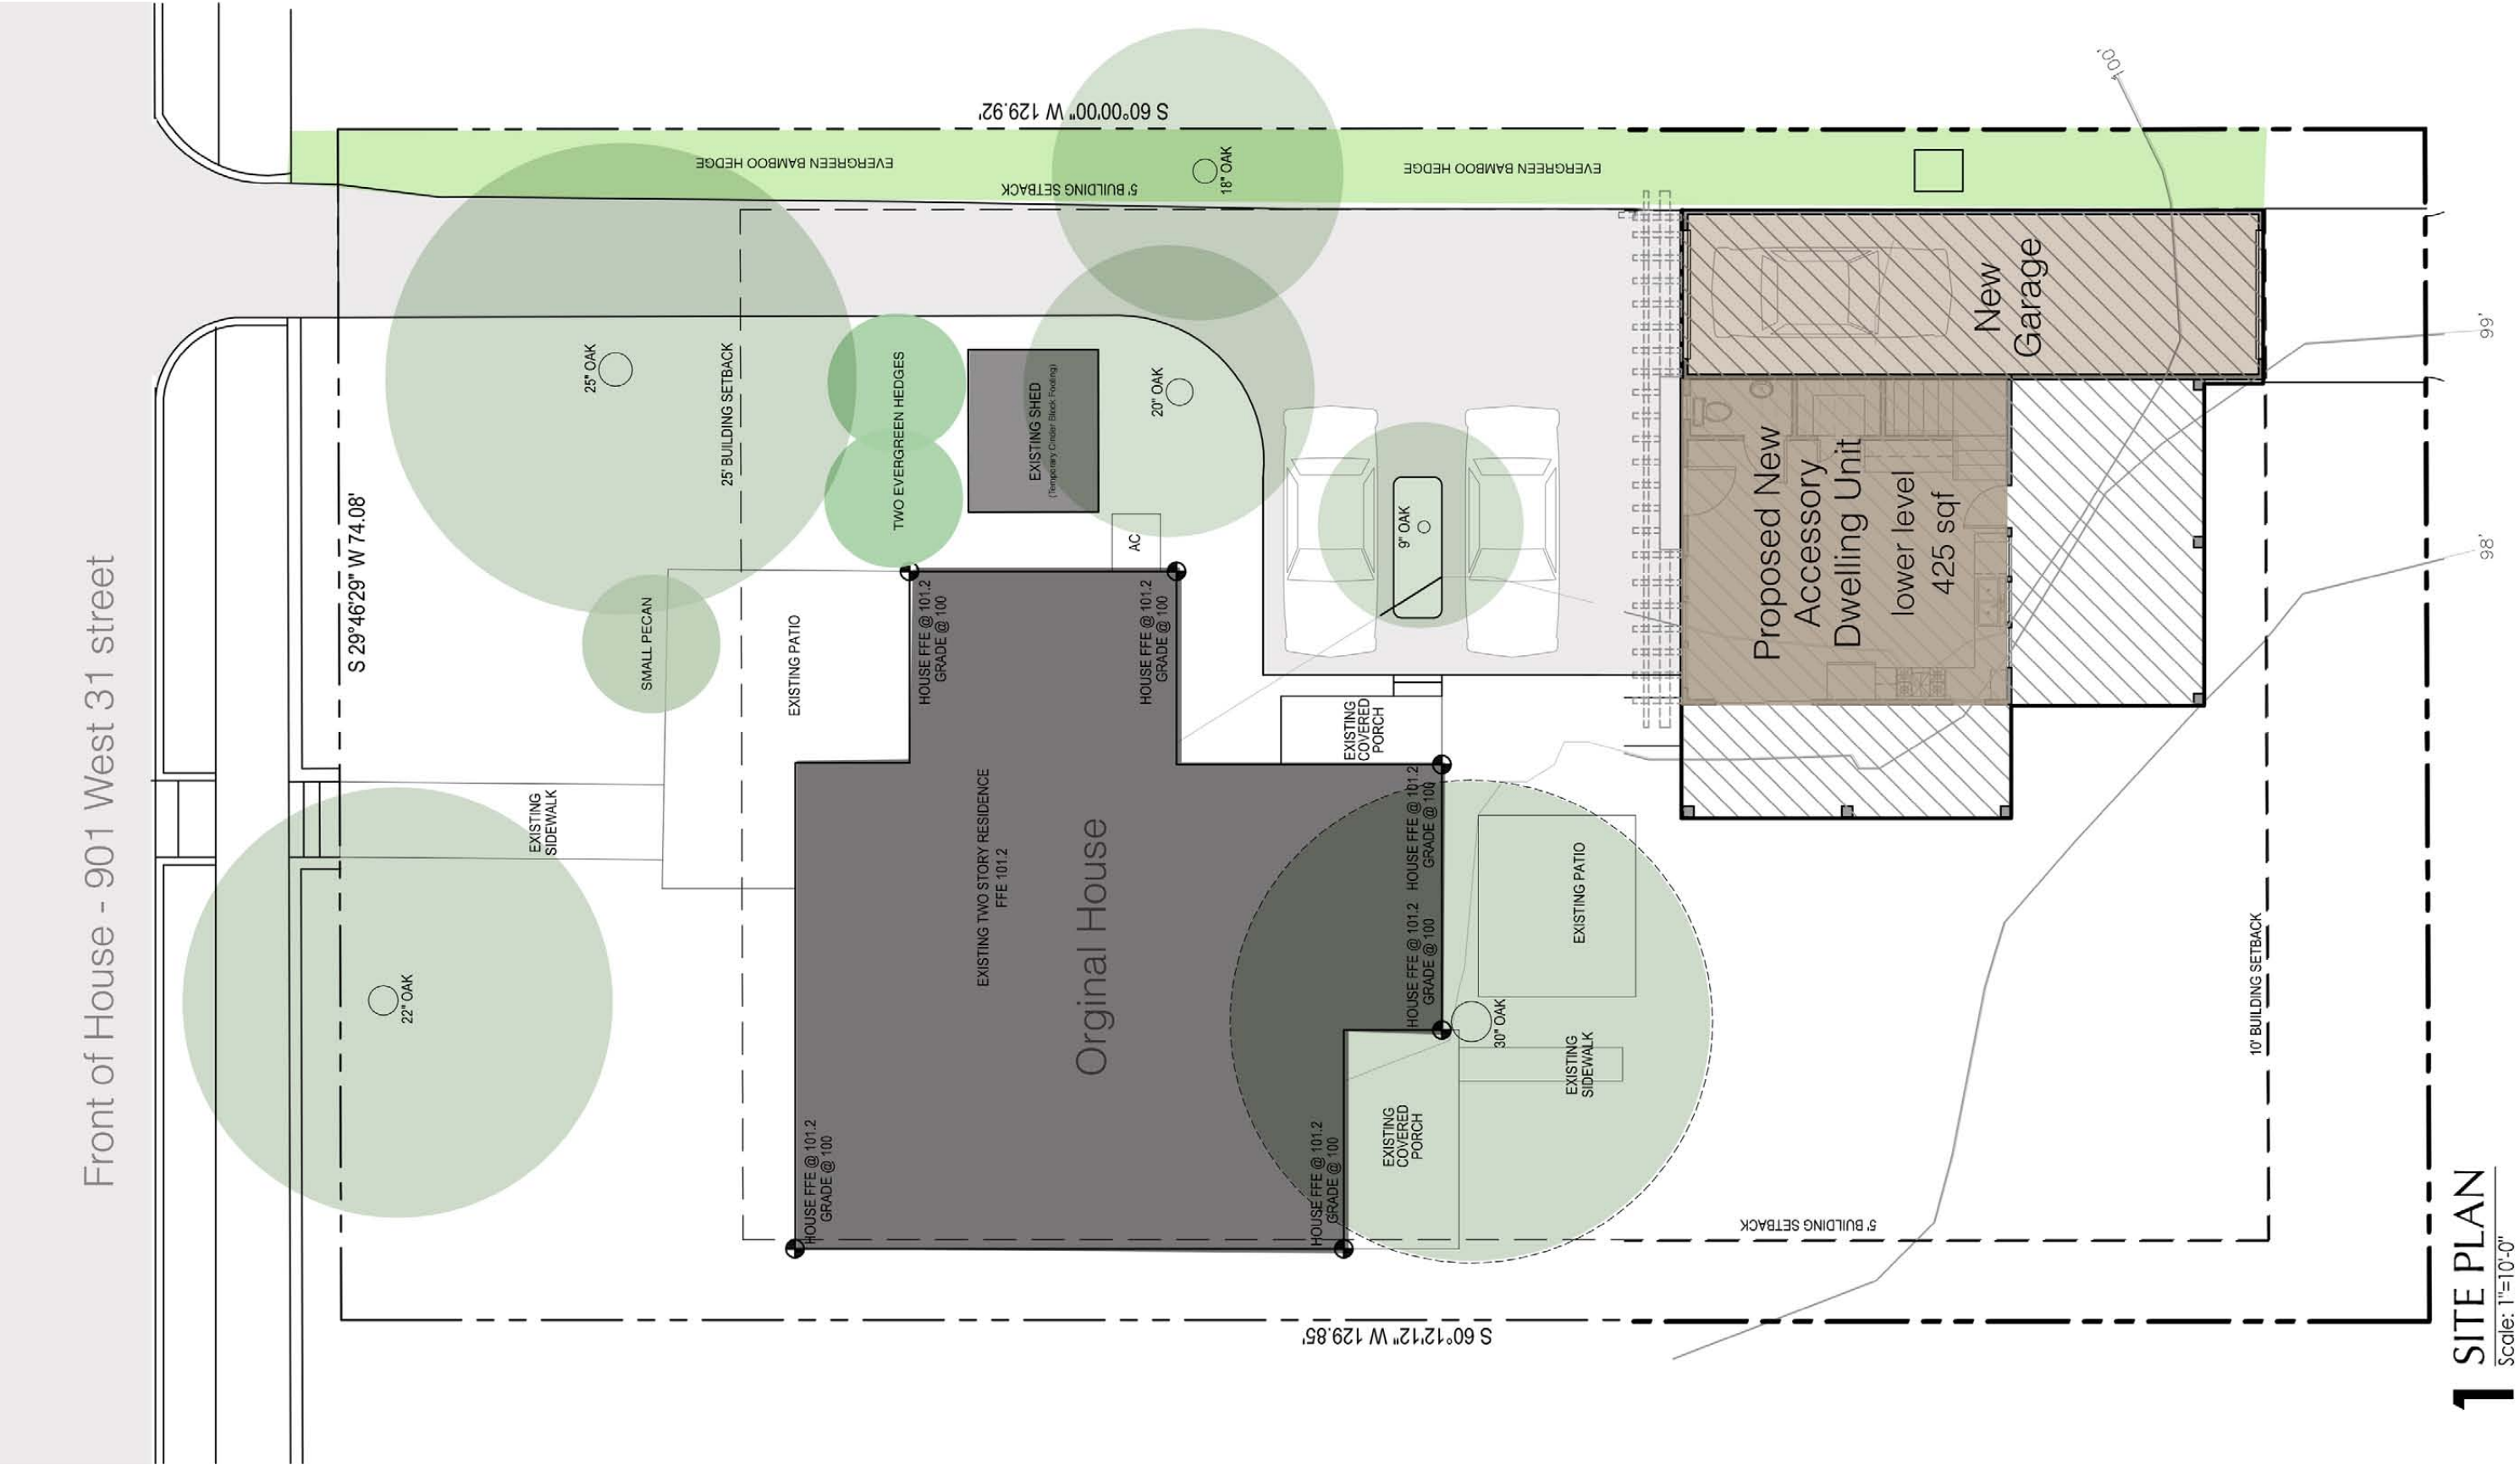 Front of House - 901 West 31 street
S 60°00'00" W 129.92'
EVERGREEN BAMBOO HEDGE
5' BUILDING SETBACK
18" OAK
EVERGREEN BAMBOO HEDGE
100'
25" OAK
25' BUILDING SETBACK
TWO EVERGREEN HEDGES
EXISTING SHED
(Temporary Cinder Block Footing)
20" OAK
AC
9" OAK
New
Garage
99'
98'
Proposed New
Accessory
Dwelling Unit
lower level
425 sqf
S 29°46'29" W 74.08'
SMALL PECAN
EXISTING PATIO
HOUSE FFE @ 101.2
GRADE @ 100
HOUSE FFE @ 101.2
GRADE @ 100
EXISTING
COVERED
PORCH
EXISTING
SIDEWALK
22" OAK
EXISTING TWO STORY RESIDENCE
FFE 101.2
Orginal House
HOUSE FFE @ 101.2
GRADE @ 100
HOUSE FFE @ 101.2
GRADE @ 100
EXISTING PATIO
30" OAK
EXISTING
SIDEWALK
EXISTING
COVERED
PORCH
HOUSE FFE @ 101.2
GRADE @ 100
HOUSE FFE @ 101.2
GRADE @ 100
10' BUILDING SETBACK
5' BUILDING SETBACK
S 60°12'12" W 129.85'
1 SITE PLAN
Scale: 1"=10'-0"